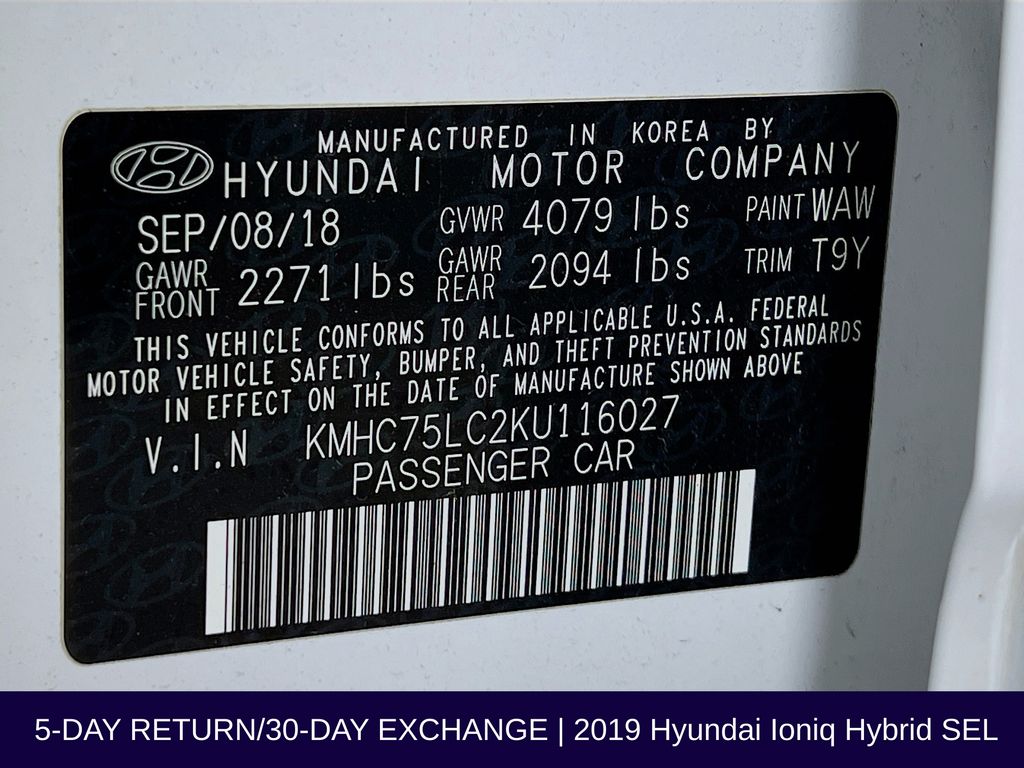 MANUFACTURED IN KOREA BY
HYUNDAI MOTOR COMPANY
SEP/08/18 GVWR 4079 lbs PAINT WAW
GAWR FRONT 2271 lbs GAWR REAR 2094 lbs TRIM T9Y
THIS VEHICLE CONFORMS TO ALL APPLICABLE U.S.A. FEDERAL
MOTOR VEHICLE SAFETY, BUMPER, AND THEFT PREVENTION STANDARDS
IN EFFECT ON THE DATE OF MANUFACTURE SHOWN ABOVE
V.I.N KMHC75LC2KU116027
PASSENGER CAR
5-DAY RETURN/30-DAY EXCHANGE | 2019 Hyundai Ioniq Hybrid SEL